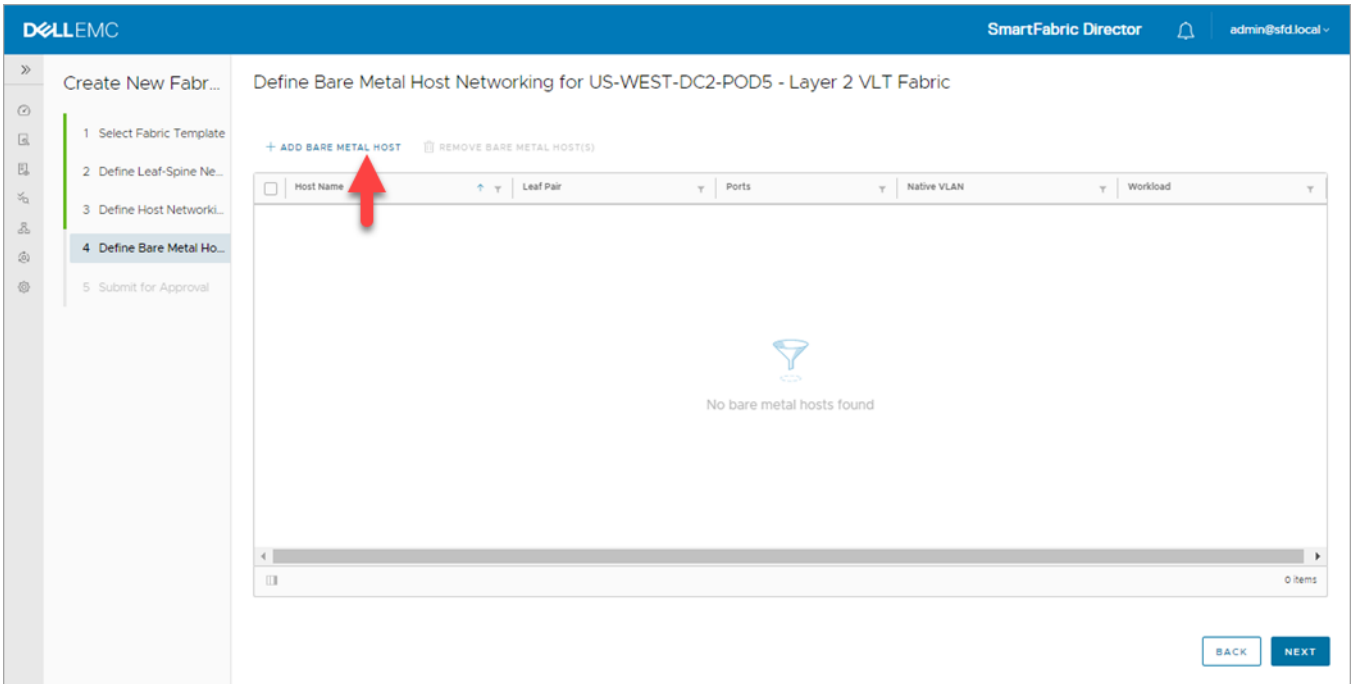 DELLEMC
SmartFabric Director
admin@sfd.local
Create New Fabr...
Define Bare Metal Host Networking for US-WEST-DC2-POD5 - Layer 2 VLT Fabric
1 Select Fabric Template
2 Define Leaf-Spine Ne...
3 Define Host Networki...
4 Define Bare Metal Ho...
5 Submit for Approval
+ ADD BARE METAL HOST
REMOVE BARE METAL HOST(S)
Host Name
Leaf Pair
Ports
Native VLAN
Workload
No bare metal hosts found
0 items
BACK
NEXT